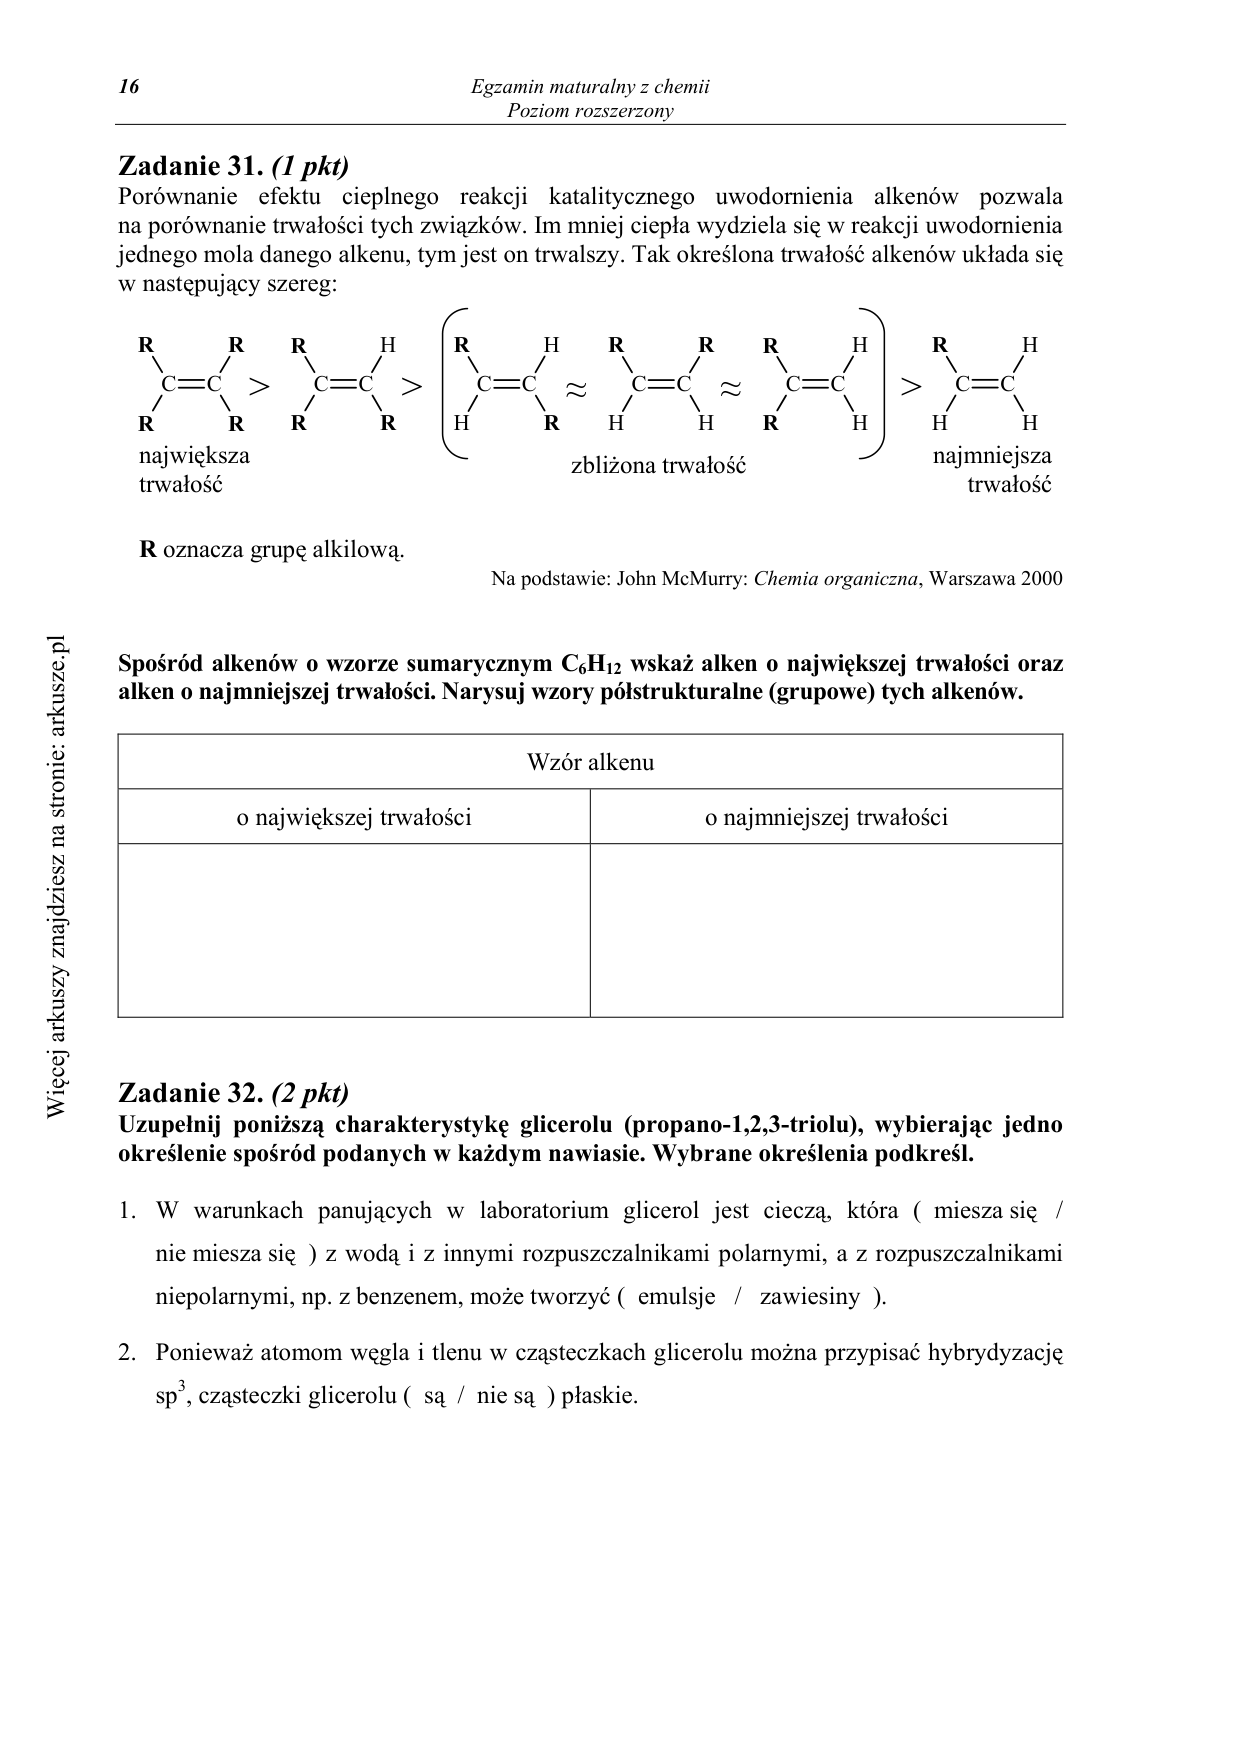 16
Egzamin maturalny z chemii
Poziom rozszerzony
Zadanie 31. (1 pkt)
Porównanie efektu cieplnego reakcji katalitycznego uwodornienia alkenów pozwala
na porównanie trwałości tych związków. Im mniej ciepła wydziela się w reakcji uwodornienia
jednego mola danego alkenu, tym jest on trwalszy. Tak określona trwałość alkenów układa się
w następujący szereg:
R R R H R H R R R H R H
C=C > C=C > C=C ≈ C=C ≈ C=C > C=C
R R R R H R H H R H H H
największa
trwałość
zbliżona trwałość
najmniejsza
trwałość
R oznacza grupę alkilową.
Na podstawie: John McMurry: Chemia organiczna, Warszawa 2000
Spośród alkenów o wzorze sumarycznym C₆H₁₂ wskaż alken o największej trwałości oraz
alken o najmniejszej trwałości. Narysuj wzory półstrukturalne (grupowe) tych alkenów.
Wzór alkenu
o największej trwałości
o najmniejszej trwałości
Zadanie 32. (2 pkt)
Uzupełnij poniższą charakterystykę glicerolu (propano-1,2,3-triolu), wybierając jedno
określenie spośród podanych w każdym nawiasie. Wybrane określenia podkreśl.
1. W warunkach panujących w laboratorium glicerol jest cieczą, która ( miesza się /
nie miesza się ) z wodą i z innymi rozpuszczalnikami polarnymi, a z rozpuszczalnikami
niepolarnymi, np. z benzenem, może tworzyć ( emulsje / zawiesiny ).
2. Ponieważ atomom węgla i tlenu w cząsteczkach glicerolu można przypisać hybrydyzację
sp³, cząsteczki glicerolu ( są / nie są ) płaskie.
Więcej arkuszy znajdziesz na stronie: arkusze.pl